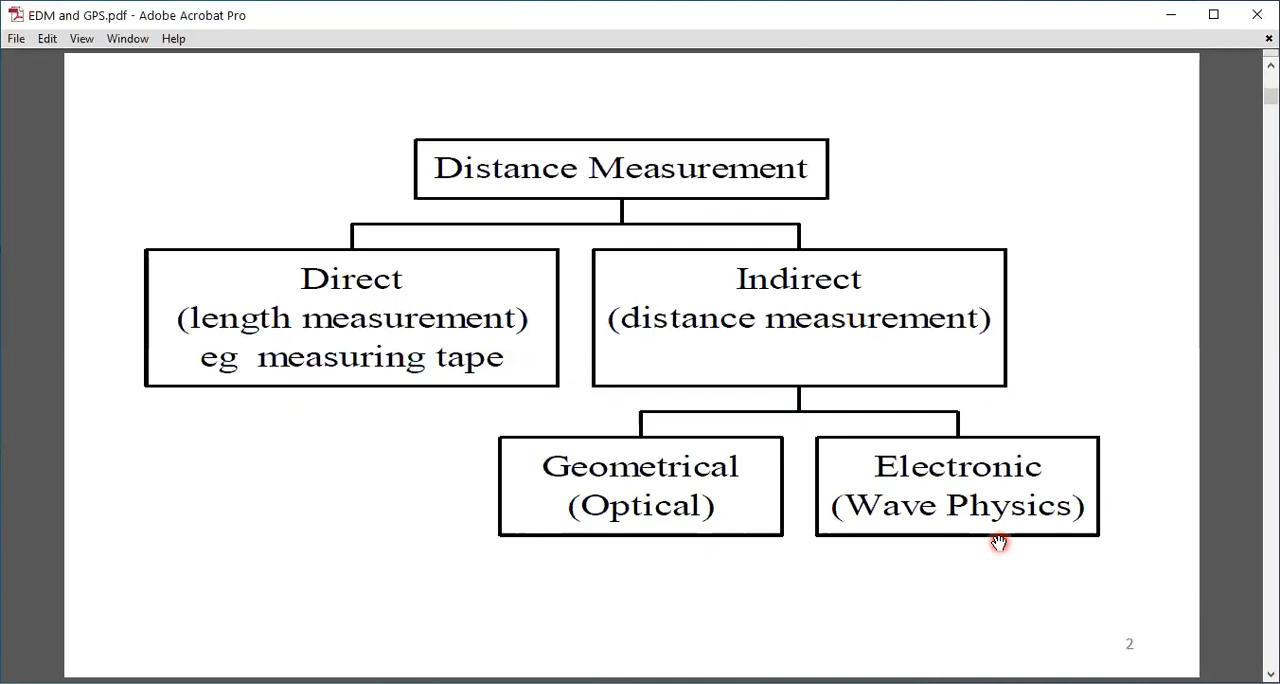 EDM and GPS.pdf - Adobe Acrobat Pro
File Edit View Window Help
Distance Measurement
Direct
(length measurement)
eg measuring tape
Indirect
(distance measurement)
Geometrical
(Optical)
Electronic
(Wave Physics)
2